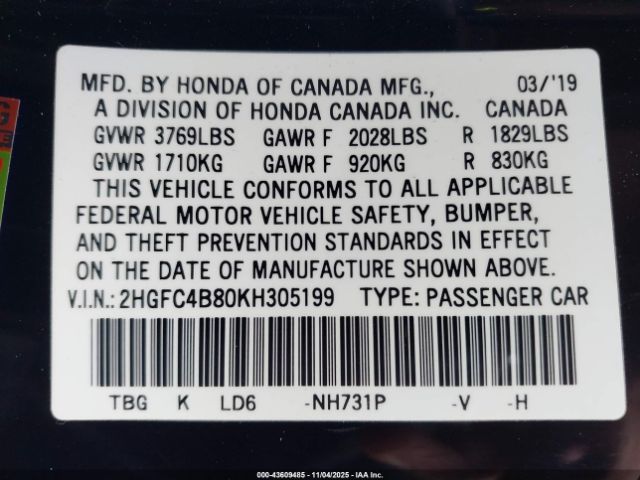 MFD. BY HONDA OF CANADA MFG., 03/'19
A DIVISION OF HONDA CANADA INC. CANADA
GVWR 3769LBS GAWR F 2028LBS R 1829LBS
GVWR 1710KG GAWR F 920KG R 830KG
THIS VEHICLE CONFORMS TO ALL APPLICABLE
FEDERAL MOTOR VEHICLE SAFETY, BUMPER,
AND THEFT PREVENTION STANDARDS IN EFFECT
ON THE DATE OF MANUFACTURE SHOWN ABOVE.
V.I.N.: 2HGFC4B80KH305199 TYPE: PASSENGER CAR
TBG K LD6 -NH731P -V -H
000-43609485 - 11/04/2025 - IAA Inc.